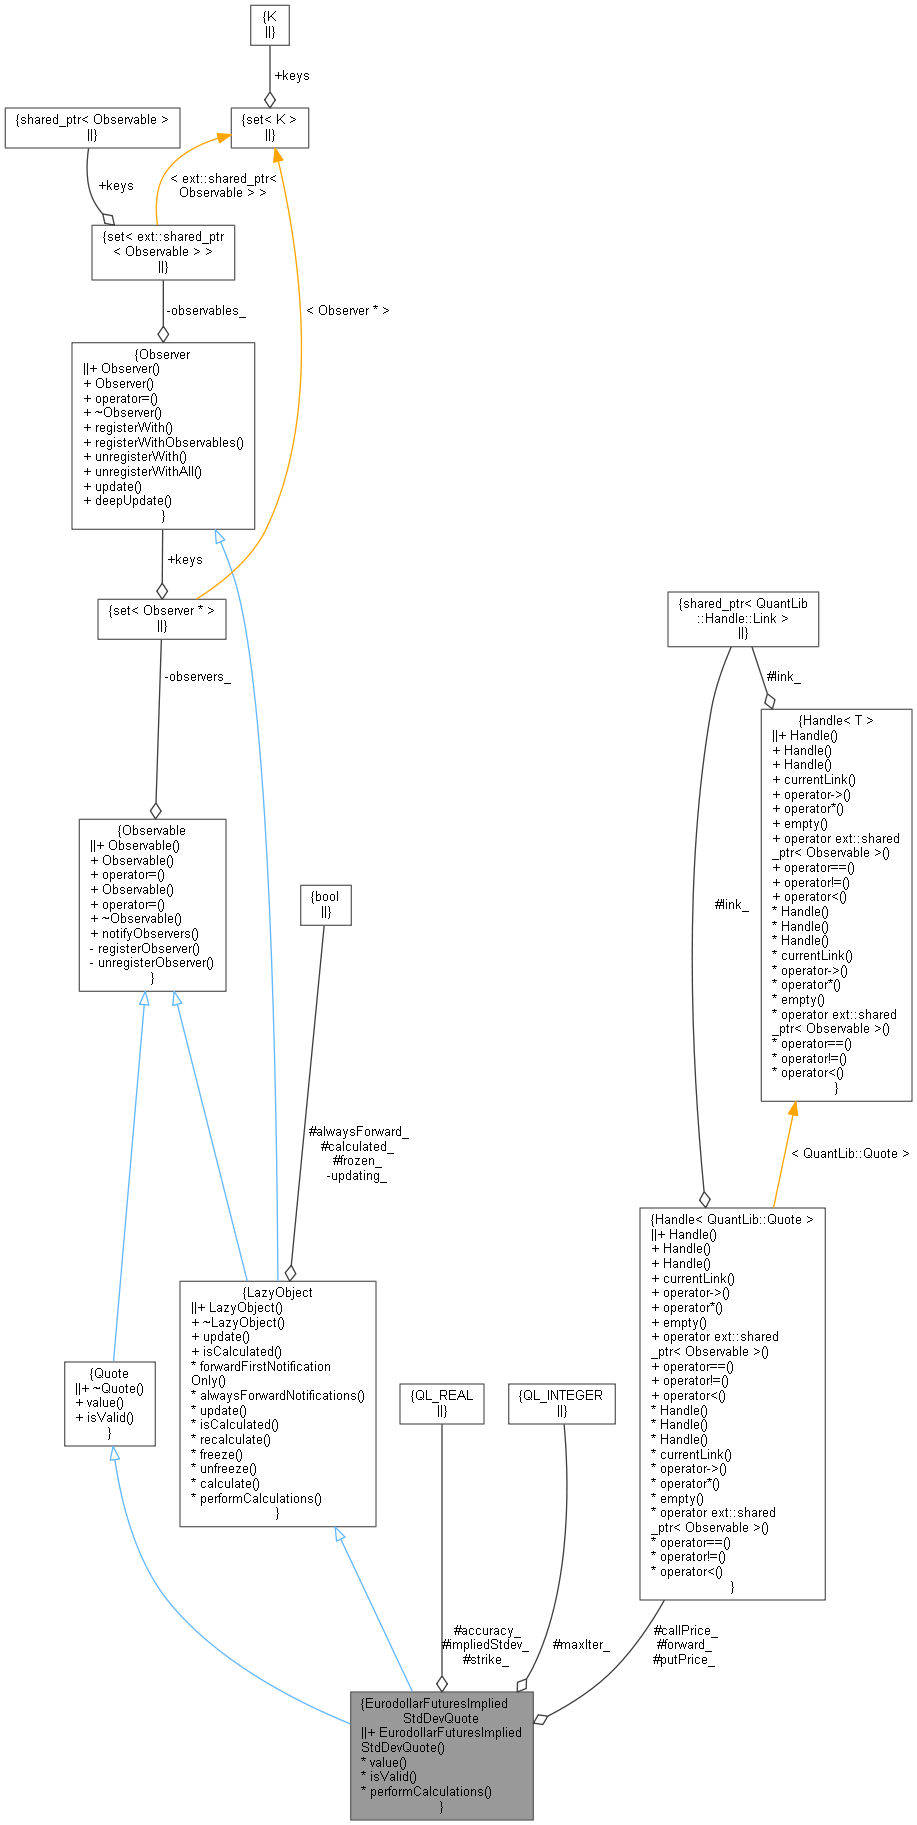 {K
||}
+keys
{shared_ptr< Observable >
||}
{set< K >
||}
+keys
< ext::shared_ptr<
Observable > >
{set< ext::shared_ptr
< Observable > >
||}
-observables_
< Observer * >
{Observer
||+ Observer()
+ Observer()
+ operator=()
+ ~Observer()
+ registerWith()
+ registerWithObservables()
+ unregisterWith()
+ unregisterWithAll()
+ update()
+ deepUpdate()
}
+keys
{set< Observer * >
||}
-observers_
{shared_ptr< QuantLib
::Handle::Link >
||}
#link_
{Handle< T >
||+ Handle()
+ Handle()
+ Handle()
+ currentLink()
+ operator->()
+ operator*()
+ empty()
+ operator ext::shared
_ptr< Observable >()
+ operator==()
+ operator!=()
+ operator<()
* Handle()
* Handle()
* Handle()
* currentLink()
* operator->()
* operator*()
* empty()
* operator ext::shared
_ptr< Observable >()
* operator==()
* operator!=()
* operator<()
}
#link_
{Observable
||+ Observable()
+ Observable()
+ operator=()
+ Observable()
+ operator=()
+ ~Observable()
+ notifyObservers()
- registerObserver()
- unregisterObserver()
}
{bool
||}
#alwaysForward_
#calculated_
#frozen_
-updating_
< QuantLib::Quote >
{Handle< QuantLib::Quote >
||+ Handle()
+ Handle()
+ Handle()
+ currentLink()
+ operator->()
+ operator*()
+ empty()
+ operator ext::shared
_ptr< Observable >()
+ operator==()
+ operator!=()
+ operator<()
* Handle()
* Handle()
* Handle()
* currentLink()
* operator->()
* operator*()
* empty()
* operator ext::shared
_ptr< Observable >()
* operator==()
* operator!=()
* operator<()
}
{LazyObject
||+ LazyObject()
+ ~LazyObject()
+ update()
+ isCalculated()
* forwardFirstNotification
Only()
* alwaysForwardNotifications()
* update()
* isCalculated()
* recalculate()
* freeze()
* unfreeze()
* calculate()
* performCalculations()
}
{Quote
||+ ~Quote()
+ value()
+ isValid()
}
{QL_REAL
||}
{QL_INTEGER
||}
#accuracy_
#impliedStdev_
#strike_
#maxIter_
#callPrice_
#forward_
#putPrice_
{EurodollarFuturesImplied
StdDevQuote
||+ EurodollarFuturesImplied
StdDevQuote()
* value()
* isValid()
* performCalculations()
}